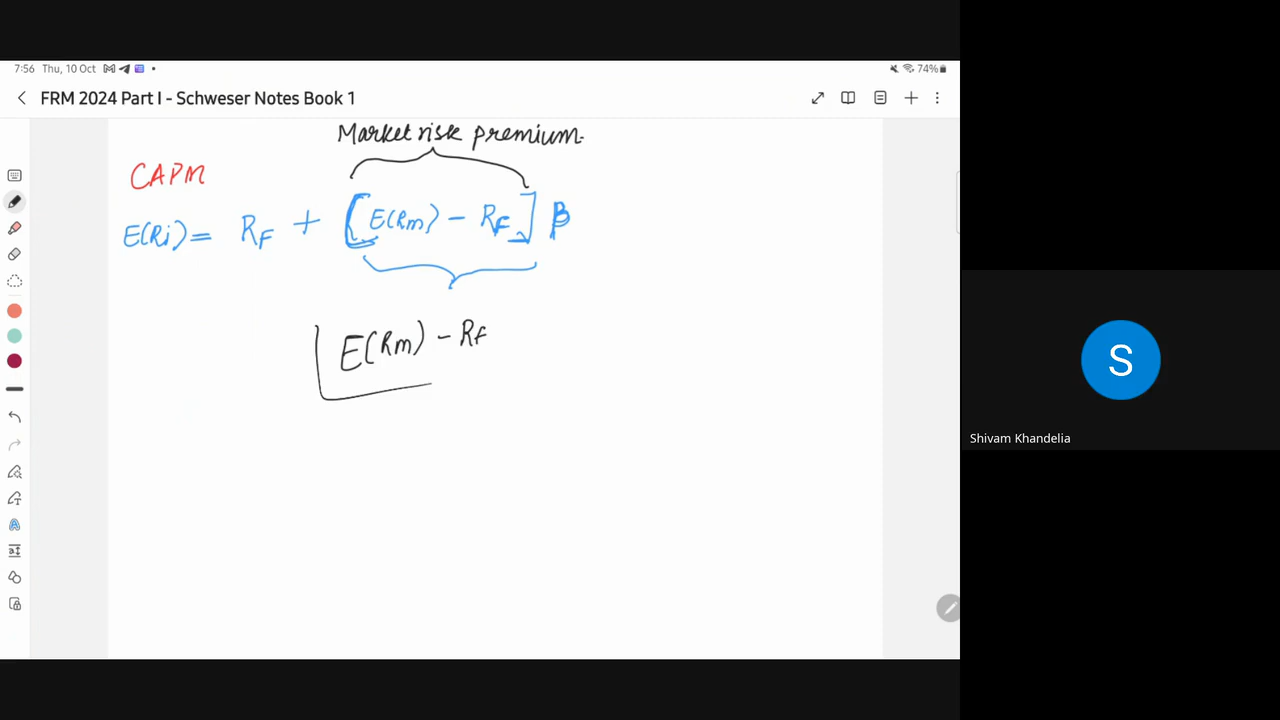 7:56 Thu, 10 Oct
74%
FRM 2024 Part I - Schweser Notes Book 1
Market risk premium.
CAPM
E(Ri) = RF + [E(Rm) - RF] β
E(Rm) - Rf
S
Shivam Khandelia